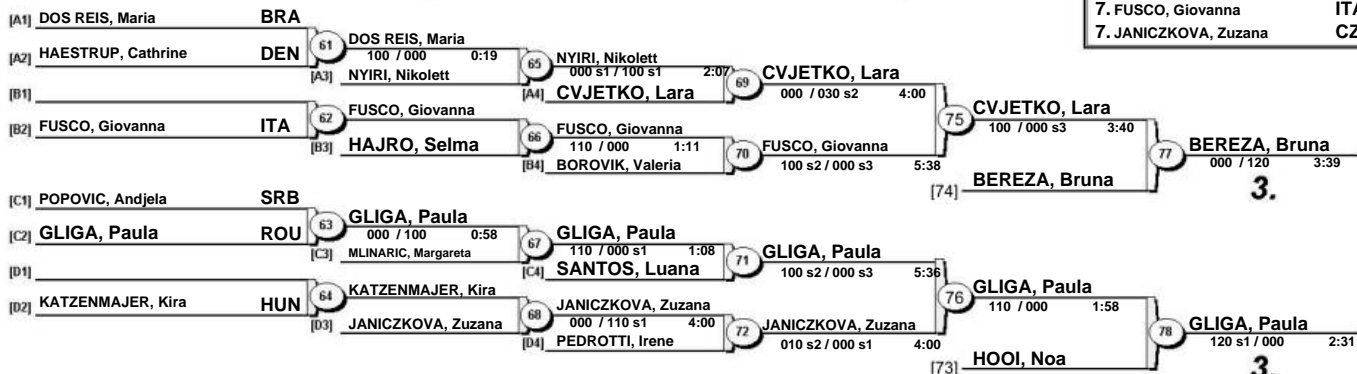 7. FUSCO, Giovanna ITA
7. JANICZKOVA, Zuzana CZ
[A1] DOS REIS, Maria BRA
[A2] HAESTRUP, Cathrine DEN
61 DOS REIS, Maria
100 / 000 0:19
[A3] NYIRI, Nikolett
65 NYIRI, Nikolett
000 s1 / 100 s1 2:07
[A4] CVJETKO, Lara
69 CVJETKO, Lara
000 / 030 s2 4:00
[B1]
[B2] FUSCO, Giovanna ITA
62 FUSCO, Giovanna
[B3] HAJRO, Selma
66 FUSCO, Giovanna
110 / 000 1:11
[B4] BOROVIK, Valeria
70 FUSCO, Giovanna
100 s2 / 000 s3 5:38
75 CVJETKO, Lara
100 / 000 s3 3:40
[74] BEREZA, Bruna
77 BEREZA, Bruna
000 / 120 3:39
3.
[C1] POPOVIC, Andjela SRB
[C2] GLIGA, Paula ROU
63 GLIGA, Paula
000 / 100 0:58
[C3] MLINARIC, Margareta
67 GLIGA, Paula
110 / 000 s1 1:08
[C4] SANTOS, Luana
71 GLIGA, Paula
100 s2 / 000 s3 5:36
[D1]
[D2] KATZENMAJER, Kira HUN
64 KATZENMAJER, Kira
[D3] JANICZKOVA, Zuzana
68 JANICZKOVA, Zuzana
000 / 110 s1 4:00
[D4] PEDROTTI, Irene
72 JANICZKOVA, Zuzana
010 s2 / 000 s1 4:00
76 GLIGA, Paula
110 / 000 1:58
[73] HOOI, Noa
78 GLIGA, Paula
120 s1 / 000 2:31
3.